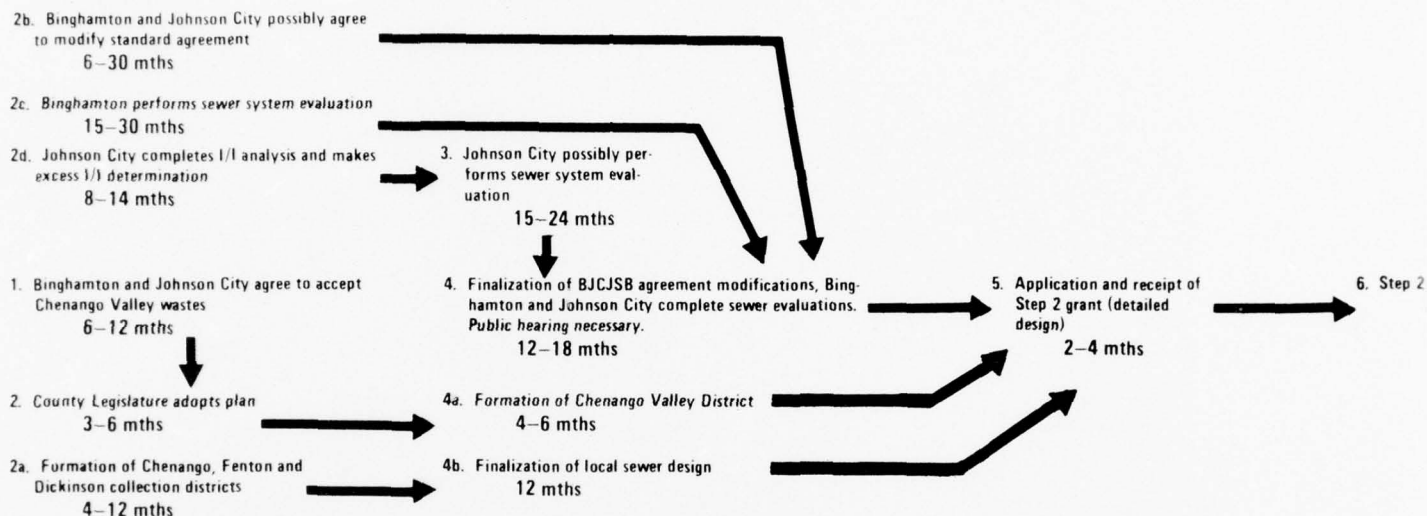 2b. Binghamton and Johnson City possibly agree
to modify standard agreement
6–30 mths
2c. Binghamton performs sewer system evaluation
15–30 mths
2d. Johnson City completes I/I analysis and makes
excess I/I determination
8–14 mths
3. Johnson City possibly per-
forms sewer system eval-
uation
15–24 mths
1. Binghamton and Johnson City agree to accept
Chenango Valley wastes
6–12 mths
4. Finalization of BJCJSB agreement modifications, Bing-
hamton and Johnson City complete sewer evaluations.
Public hearing necessary.
12–18 mths
5. Application and receipt of
Step 2 grant (detailed
design)
2–4 mths
6. Step 2
2. County Legislature adopts plan
3–6 mths
4a. Formation of Chenango Valley District
4–6 mths
2a. Formation of Chenango, Fenton and
Dickinson collection districts
4–12 mths
4b. Finalization of local sewer design
12 mths